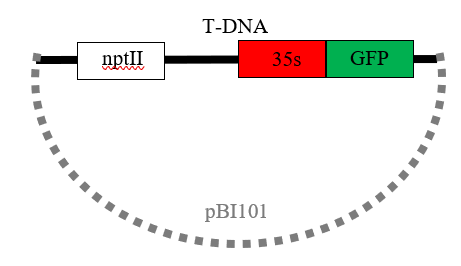 T-DNA
nptII
35s
GFP
pBI101